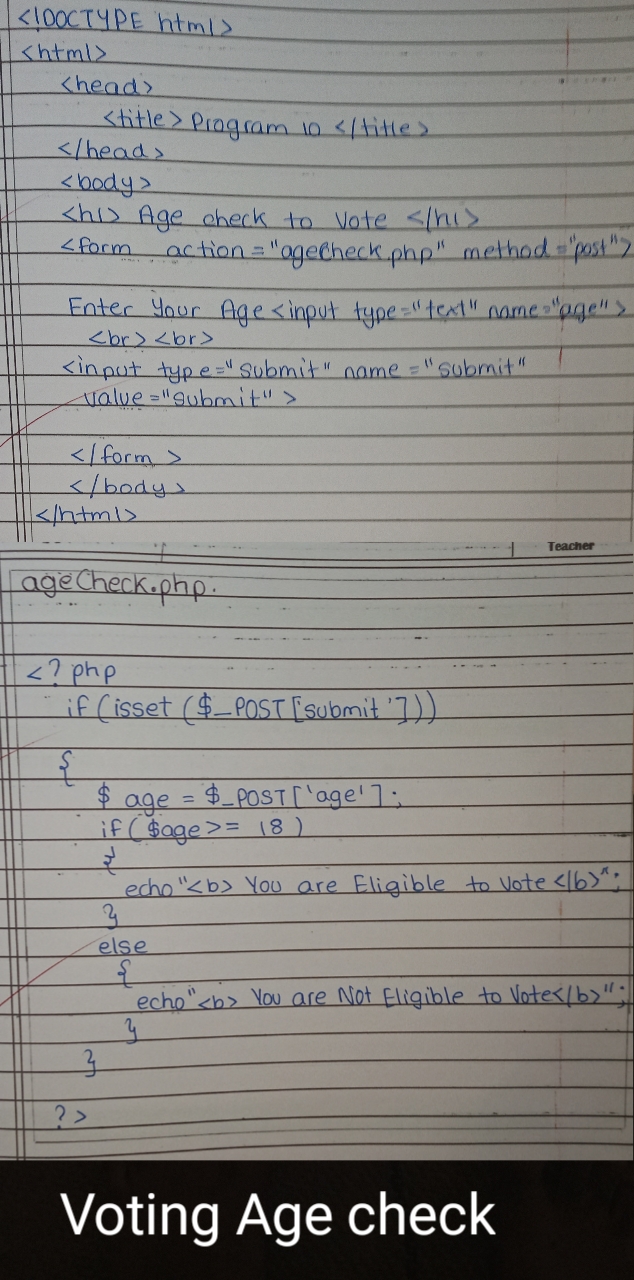 <!DOCTYPE html>
<html>
<head>
<title> Program 10 </title>
</head>
<body>
<h1> Age check to Vote </h1>
<form action="ageCheck.php" method="post">
Enter Your Age <input type="text" name="age">
<br> <br>
<input type="submit" name="submit"
value="submit">
</form>
</body>
</html>
Teacher
ageCheck.php.
<? php
if (isset ($_POST [submit']))
{
$ age = $_POST['age'];
if ($age >= 18)
{
echo "<b> You are Eligible to Vote </b>";
}
else
{
echo "<b> You are Not Eligible to Vote</b>";
}
}
? >
Voting Age check